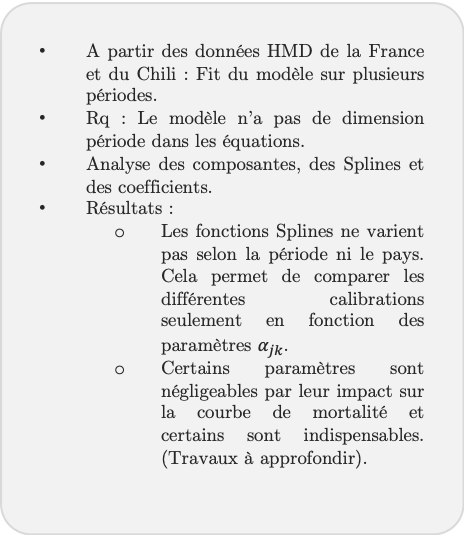 • A partir des données HMD de la France
et du Chili : Fit du modèle sur plusieurs
périodes.
• Rq : Le modèle n'a pas de dimension
période dans les équations.
• Analyse des composantes, des Splines et
des coefficients.
• Résultats :
o Les fonctions Splines ne varient
pas selon la période ni le pays.
Cela permet de comparer les
différentes calibrations
seulement en fonction des
paramètres α_{jk}.
o Certains paramètres sont
négligeables par leur impact sur
la courbe de mortalité et
certains sont indispensables.
(Travaux à approfondir).